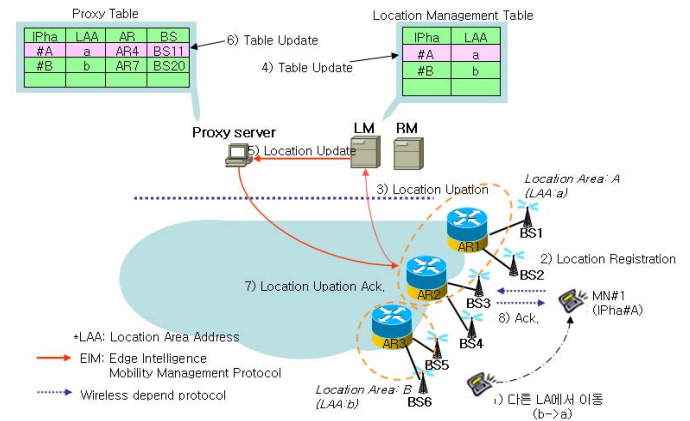 Proxy Table
IPha LAA AR BS
#A a AR4 BS11
#B b AR7 BS20
6) Table Update
4) Table Update
Location Management Table
IPha LAA
#A a
#B b
Proxy server
LM
RM
5) Location Update
3) Location Upation
Location Area: A
(LAA:a)
AR1
BS1
BS2
2) Location Registration
7) Location Upation Ack.
AR2
BS3
MN#1
(IPha#A)
8) Ack.
BS4
AR3
BS5
BS6
*LAA: Location Area Address
EIM: Edge Intelligence
Mobility Management Protocol
Wireless depend protocol
Location Area: B
(LAA:b)
1) 다른 LA에서 이동
(b->a)